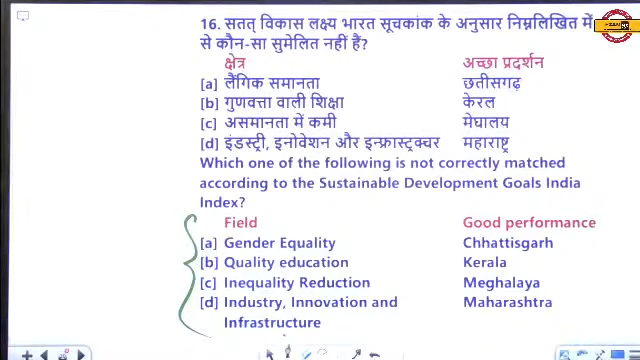 16. सतत् विकास लक्ष्य भारत सूचकांक के अनुसार निम्नलिखित में
से कौन-सा सुमेलित नहीं हैं?
क्षेत्र अच्छा प्रदर्शन
[a] लैंगिक समानता छतीसगढ़
[b] गुणवत्ता वाली शिक्षा केरल
[c] असमानता में कमी मेघालय
[d] इंडस्ट्री, इनोवेशन और इन्फ्रास्ट्रक्चर महाराष्ट्र
Which one of the following is not correctly matched
according to the Sustainable Development Goals India
Index?
Field Good performance
[a] Gender Equality Chhattisgarh
[b] Quality education Kerala
[c] Inequality Reduction Meghalaya
[d] Industry, Innovation and Maharashtra
Infrastructure